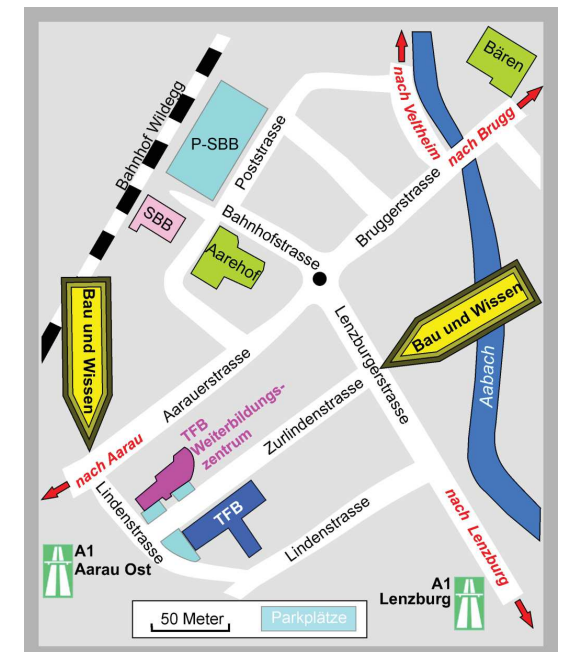 Bären
nach Veltheim
nach Brugg
Bahnhof Wildegg
P-SBB
Poststrasse
SBB
Bahnhofstrasse
Bruggerstrasse
Aarehof
Bau und Wissen
Bau und Wissen
Lenzburgerstrasse
Aabach
Aarauerstrasse
TFB
Weiterbildungs-
zentrum
Zurlindenstrasse
nach Aarau
Lindenstrasse
TFB
Lindenstrasse
nach Lenzburg
A1
Aarau Ost
A1
Lenzburg
50 Meter
Parkplätze